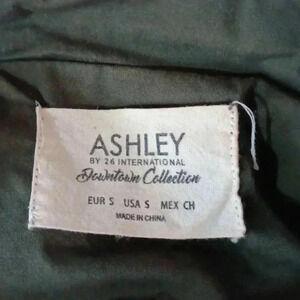 ASHLEY
BY 26 INTERNATIONAL
Downtown Collection
EUR S USA S MEX CH
MADE IN CHINA